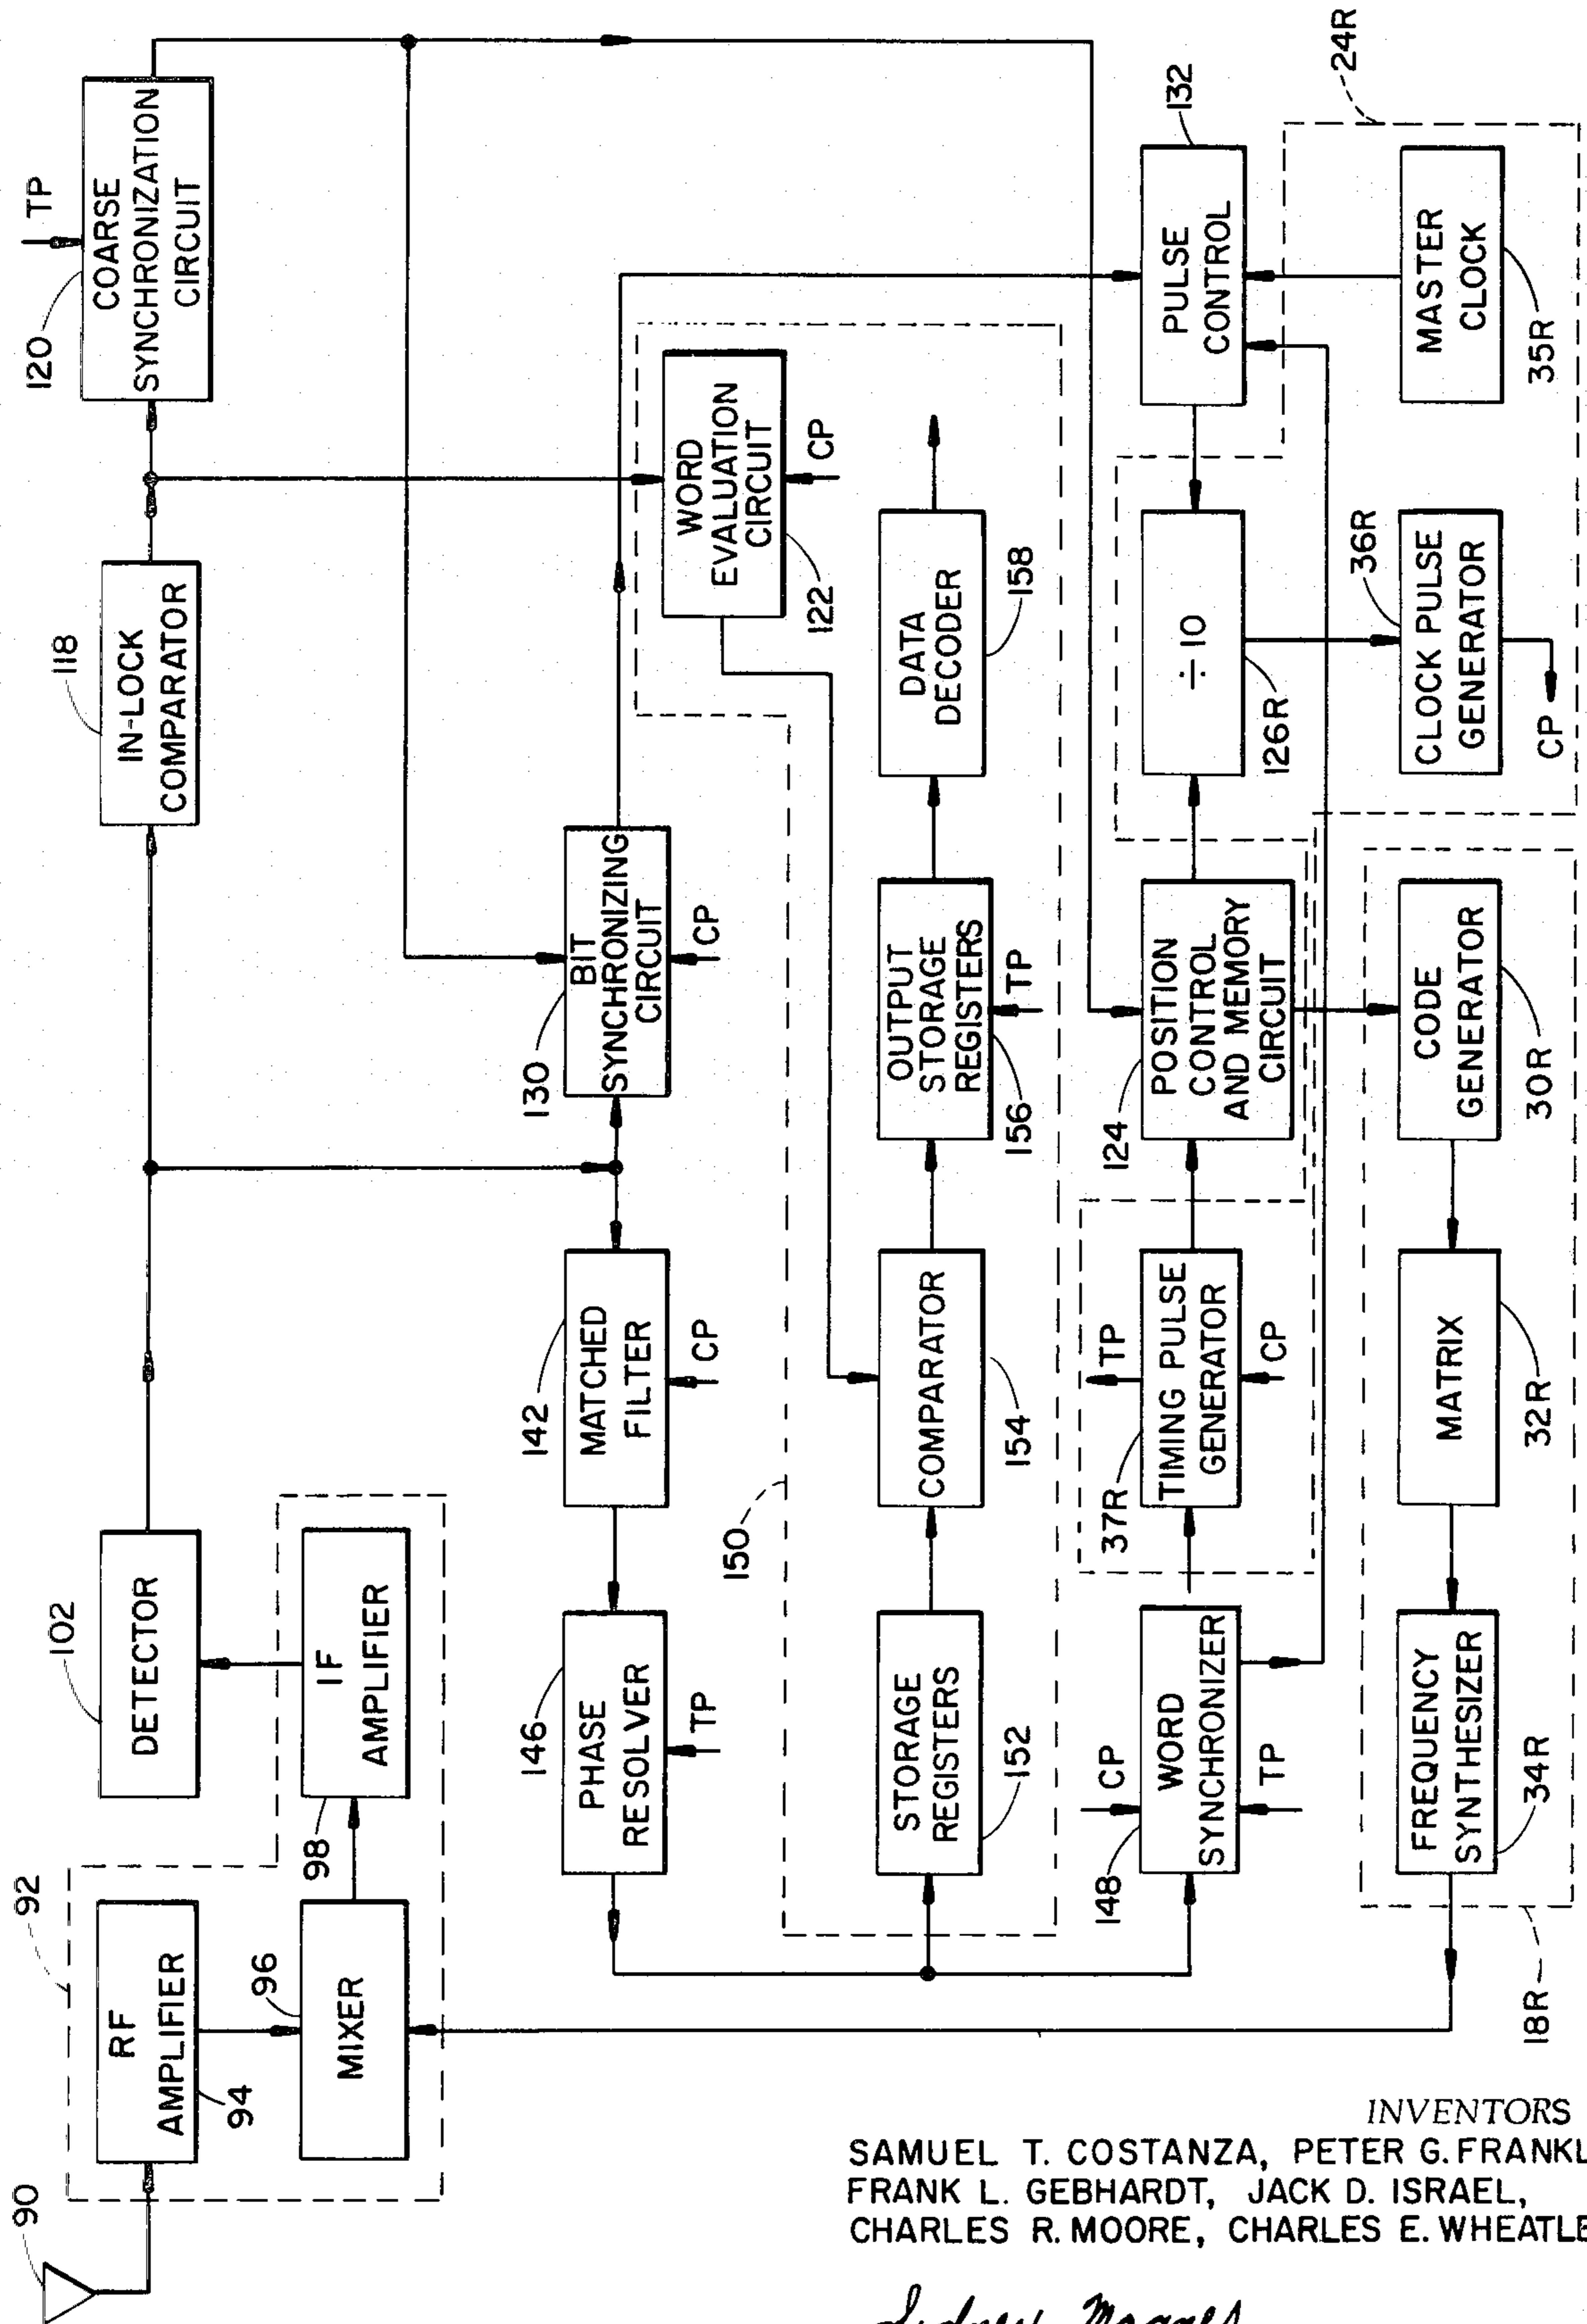 90
92
RF
AMPLIFIER
94
96
MIXER
98
IF
AMPLIFIER
102
DETECTOR
118
IN-LOCK
COMPARATOR
120
TP
COARSE
SYNCHRONIZATION
CIRCUIT
146
PHASE
RESOLVER
TP
142
MATCHED
FILTER
CP
130
BIT
SYNCHRONIZING
CIRCUIT
CP
WORD
EVALUATION
CIRCUIT
122
CP
150
STORAGE
REGISTERS
152
COMPARATOR
154
OUTPUT
STORAGE
REGISTERS
156
TP
DATA
DECODER
158
148
CP
WORD
SYNCHRONIZER
TP
37R
TP
TIMING PULSE
GENERATOR
CP
124
POSITION
CONTROL
AND MEMORY
CIRCUIT
÷10
126R
132
PULSE
CONTROL
24R
18R
FREQUENCY
SYNTHESIZER
34R
MATRIX
32R
CODE
GENERATOR
30R
36R
CLOCK PULSE
GENERATOR
CP
MASTER
CLOCK
35R
INVENTORS
SAMUEL T. COSTANZA, PETER G. FRANKL
FRANK L. GEBHARDT, JACK D. ISRAEL,
CHARLES R. MOORE, CHARLES E. WHEATLE
Sydney